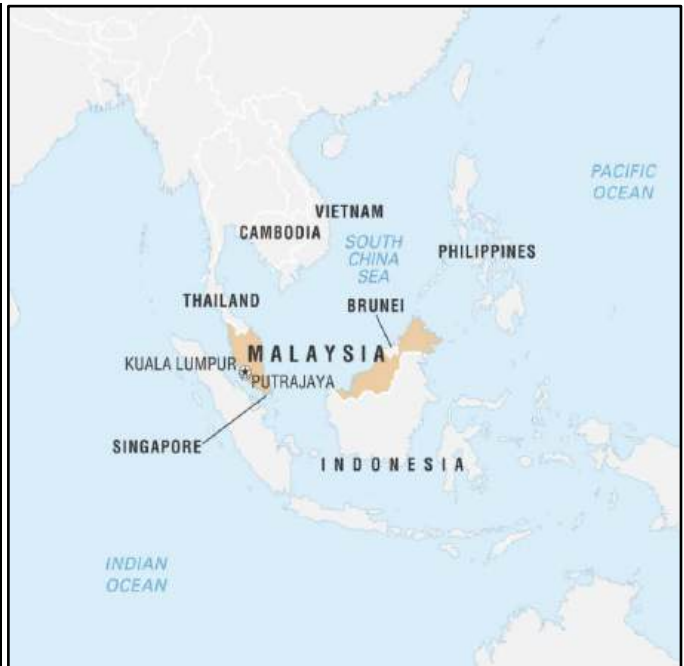 PACIFIC
OCEAN
VIETNAM
CAMBODIA
SOUTH
CHINA
SEA
PHILIPPINES
THAILAND
BRUNEI
MALAYSIA
KUALA LUMPUR
PUTRAJAYA
SINGAPORE
INDONESIA
INDIAN
OCEAN